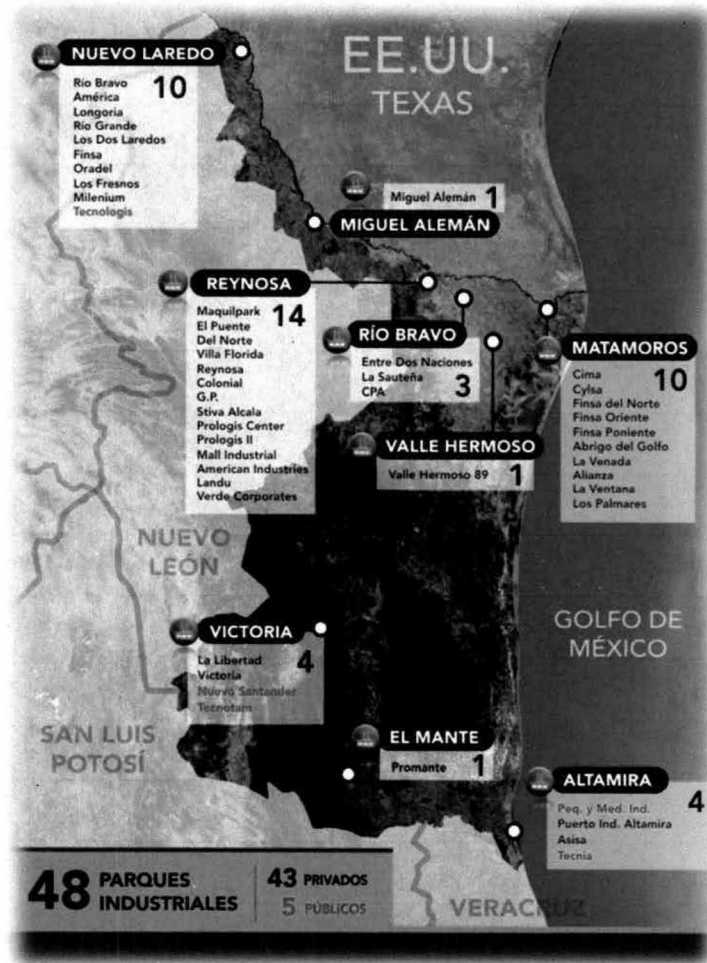 EE.UU.
TEXAS
NUEVO LAREDO
10
Río Bravo
América
Longoria
Río Grande
Los Dos Laredos
Finsa
Oradel
Los Fresnos
Milenium
Tecnologis
Miguel Alemán 1
MIGUEL ALEMÁN
REYNOSA
14
Maquilpark
El Puente
Del Norte
Villa Florida
Reynosa
Colonial
G.P.
Stiva Alcala
Prologis Center
Prologis II
Mall Industrial
American Industries
Landu
Verde Corporates
RÍO BRAVO
Entre Dos Naciones
La Sauteña
CPA
3
MATAMOROS
10
Cima
Cylsa
Finsa del Norte
Finsa Oriente
Finsa Poniente
Abrigo del Golfo
La Venada
Alianza
La Ventana
Los Palmares
VALLE HERMOSO
Valle Hermoso 89 1
NUEVO
LEÓN
VICTORIA
4
La Libertad
Victoria
Nuevo Santander
Tecnotam
GOLFO DE
MÉXICO
SAN LUIS
POTOSÍ
EL MANTE
Promante 1
ALTAMIRA
4
Peq. y Med. Ind.
Puerto Ind. Altamira
Asisa
Tecnia
48 PARQUES
INDUSTRIALES
43 PRIVADOS
5 PÚBLICOS
VERACRUZ